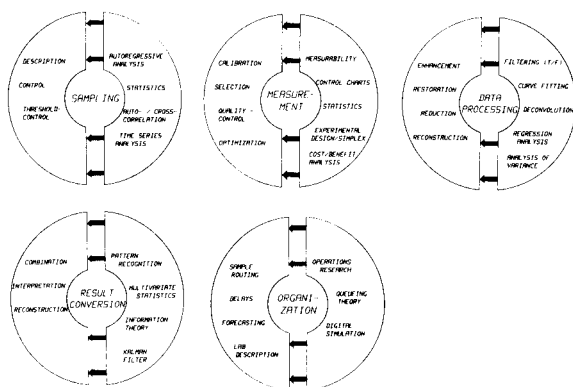 DESCRIPTION
CONTROL
THRESHOLD-
CONTROL
SAMPLING
AUTOREGRESSIVE
ANALYSIS
STATISTICS
AUTO- / CROSS-
CORRELATION
TIME SERIES
ANALYSIS
CALIBRATION
SELECTION
QUALITY -
CONTROL
OPTIMIZATION
MEASURE-
MENT
MEASURABILITY
CONTROL CHARTS
STATISTICS
EXPERIMENTAL
DESIGN/SIMPLEX
COST/BENEFIT
ANALYSIS
ENHANCEMENT
RESTORATION
REDUCTION
RECONSTRUCTION
DATA
PROCESSING
FILTERING (T/F)
CURVE FITTING
DECONVOLUTION
REGRESSION
ANALYSIS
ANALYSIS OF
VARIANCE
COMBINATION
INTERPRETATION
RECONSTRUCTION
RESULT
CONVERSION
PATTERN
RECOGNITION
MULTIVARIATE
STATISTICS
INFORMATION
THEORY
KALMAN
FILTER
SAMPLE
ROUTING
DELAYS
FORECASTING
LAB
DESCRIPTION
ORGANI-
ZATION
OPERATIONS
RESEARCH
QUEUEING
THEORY
DIGITAL
SIMULATION